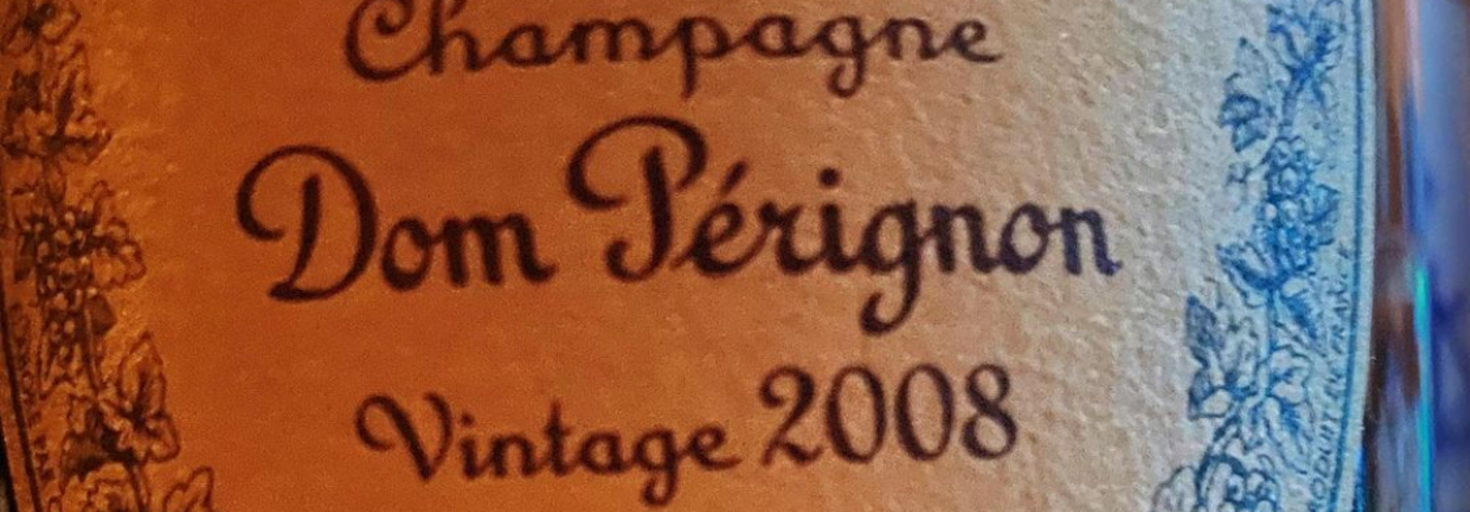 Champagne
Dom Pérignon
Vintage 2008